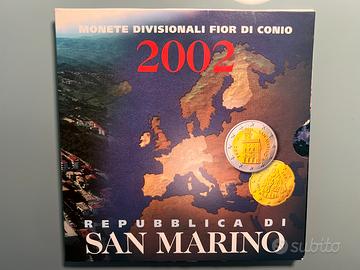 MONETE DIVISIONALI FIOR DI CONIO
2002
REPUBBLICA DI
SAN MARINO
subito